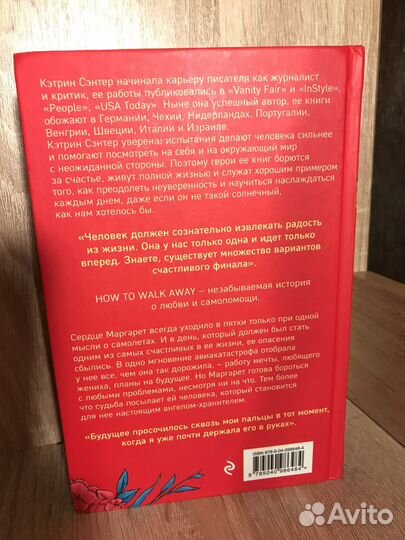 Кэтрин Сэнтер начинала карьеру писателя как журналист
и критик, ее работы публиковались в «Vanity Fair» и «InStyle»,
«People», «USA Today». Ныне она успешный автор, ее книги
обожают в Германии, Чехии, Нидерландах, Португалии,
Венгрии, Швеции, Италии и Израиле.
Кэтрин Сэнтер уверена: испытания делают человека сильнее
и помогают посмотреть на себя и на окружающий мир
с неожиданной стороны. Поэтому герои ее книг борются
за счастье, живут полной жизнью и служат хорошим примером
того, как преодолеть неуверенность и научиться наслаждаться
каждым днем, даже если он не такой солнечный,
как нам хотелось бы.
«Человек должен сознательно извлекать радость
из жизни. Она у нас только одна и идет только
вперед. Знаете, существует множество вариантов
счастливого финала».
HOW TO WALK AWAY – незабываемая история
о любви и самопомощи.
Сердце Маргарет всегда уходило в пятки только при одной
мысли о самолетах. И в день, который должен был стать
одним из самых счастливых в ее жизни, ее опасения
сбылись. В одно мгновение авиакатастрофа отобрала
у нее все, чем она так дорожила, – работу мечты, любящего
жениха, планы на будущее. Но Маргарет готова бороться
с любыми проблемами, несмотря ни на что. Тем более
что судьба посылает ей человека, который становится
для нее настоящим ангелом-хранителем.
«Будущее просочилось сквозь мои пальцы в тот момент,
когда я уже почти держала его в руках».
ISBN 978-5-04-098648-4
9 785040 986484
Avito